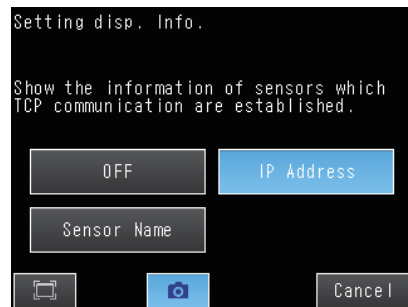 Setting disp. Info.
Show the information of sensors which
TCP communication are established.
OFF
IP Address
Sensor Name
Cancel